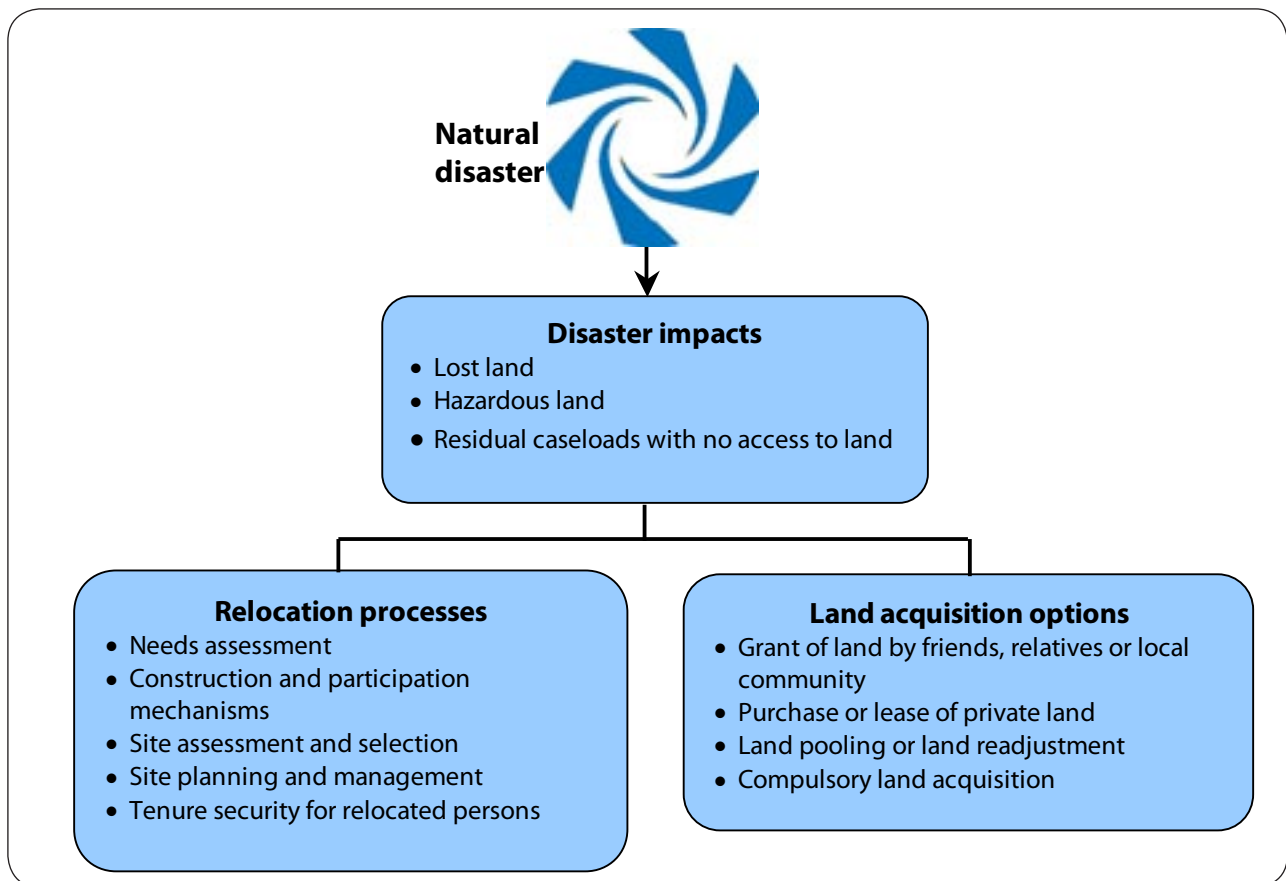 Natural
disaster
Disaster impacts
• Lost land
• Hazardous land
• Residual caseloads with no access to land
Relocation processes
• Needs assessment
• Construction and participation
mechanisms
• Site assessment and selection
• Site planning and management
• Tenure security for relocated persons
Land acquisition options
• Grant of land by friends, relatives or local
community
• Purchase or lease of private land
• Land pooling or land readjustment
• Compulsory land acquisition